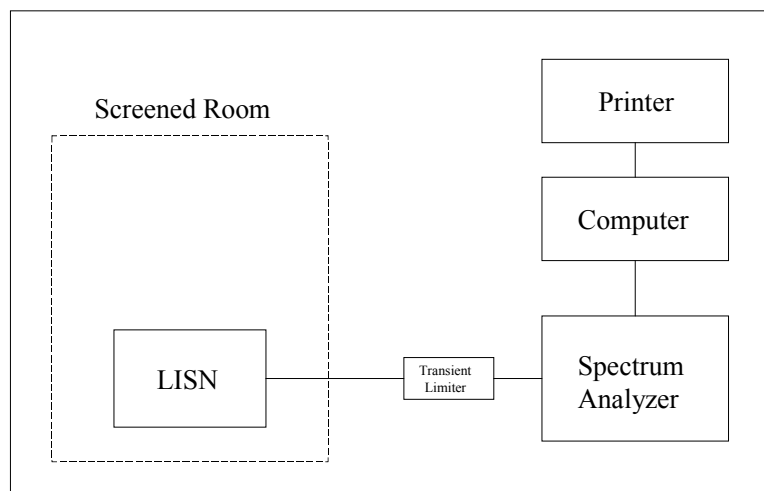 Screened Room
Printer
Computer
LISN
Transient
Limiter
Spectrum
Analyzer